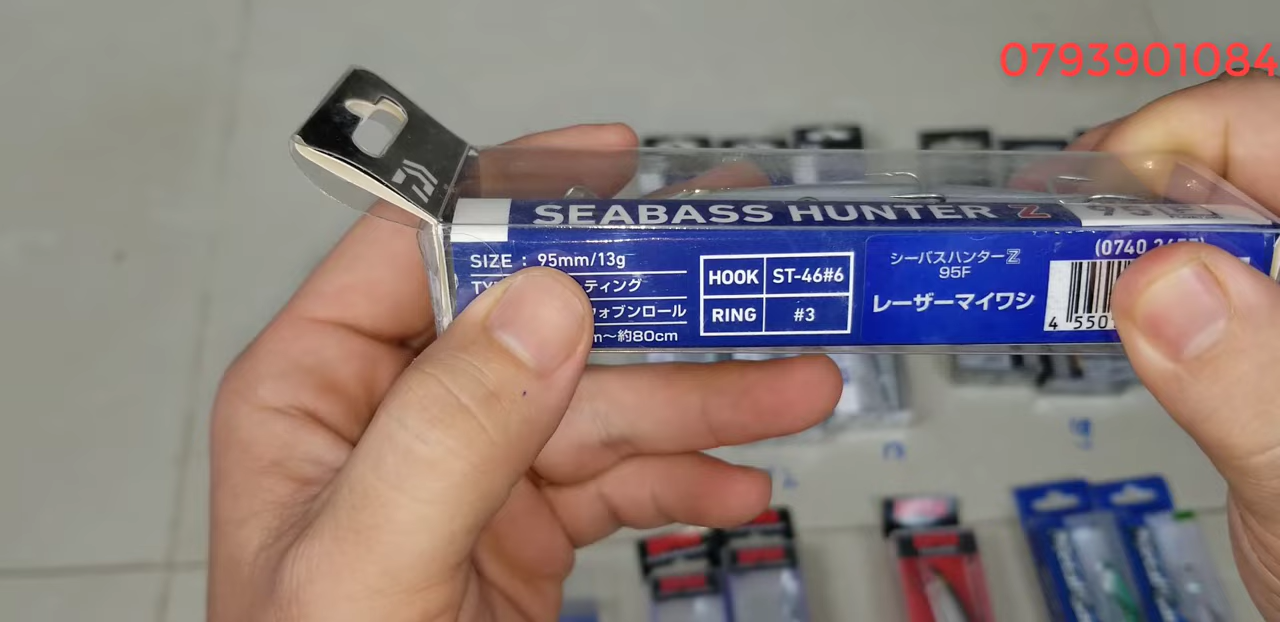 0793901084
SEABASS HUNTER Z
SIZE : 95mm/13g
ティング
ォブンロール
m～約80cm
HOOK ST-46#6
RING #3
シーバスハンターZ
95F
レーザーマイワシ
(0740
4 550